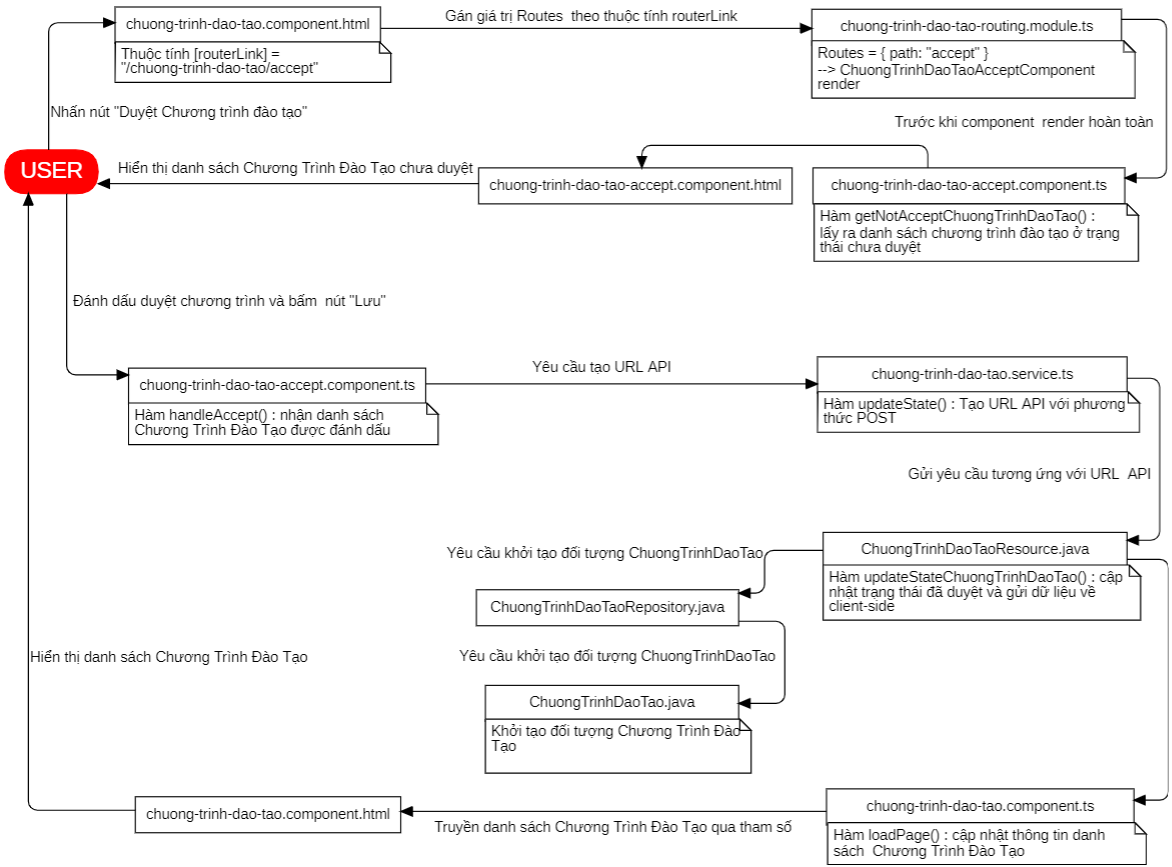 chuong-trinh-dao-tao.component.html
Thuộc tính [routerLink] =
"/chuong-trinh-dao-tao/accept"
Gán giá trị Routes theo thuộc tính routerLink
chuong-trinh-dao-tao-routing.module.ts
Routes = { path: "accept" }
--> ChuongTrinhDaoTaoAcceptComponent
render
Nhấn nút "Duyệt Chương trình đào tạo"
Trước khi component render hoàn toàn
USER
Hiển thị danh sách Chương Trình Đào Tạo chưa duyệt
chuong-trinh-dao-tao-accept.component.html
chuong-trinh-dao-tao-accept.component.ts
Hàm getNotAcceptChuongTrinhDaoTao() :
lấy ra danh sách chương trình đào tạo ở trạng
thái chưa duyệt
Đánh dấu duyệt chương trình và bấm nút "Lưu"
chuong-trinh-dao-tao-accept.component.ts
Hàm handleAccept() : nhận danh sách
Chương Trình Đào Tạo được đánh dấu
Yêu cầu tạo URL API
chuong-trinh-dao-tao.service.ts
Hàm updateState() : Tạo URL API với phương
thức POST
Gửi yêu cầu tương ứng với URL API
Yêu cầu khởi tạo đối tượng ChuongTrinhDaoTao
ChuongTrinhDaoTaoResource.java
Hàm updateStateChuongTrinhDaoTao() : cập
nhật trạng thái đã duyệt và gửi dữ liệu về
client-side
ChuongTrinhDaoTaoRepository.java
Yêu cầu khởi tạo đối tượng ChuongTrinhDaoTao
Hiển thị danh sách Chương Trình Đào Tạo
ChuongTrinhDaoTao.java
Khởi tạo đối tượng Chương Trình Đào
Tạo
chuong-trinh-dao-tao.component.html
Truyền danh sách Chương Trình Đào Tạo qua tham số
chuong-trinh-dao-tao.component.ts
Hàm loadPage() : cập nhật thông tin danh
sách Chương Trình Đào Tạo